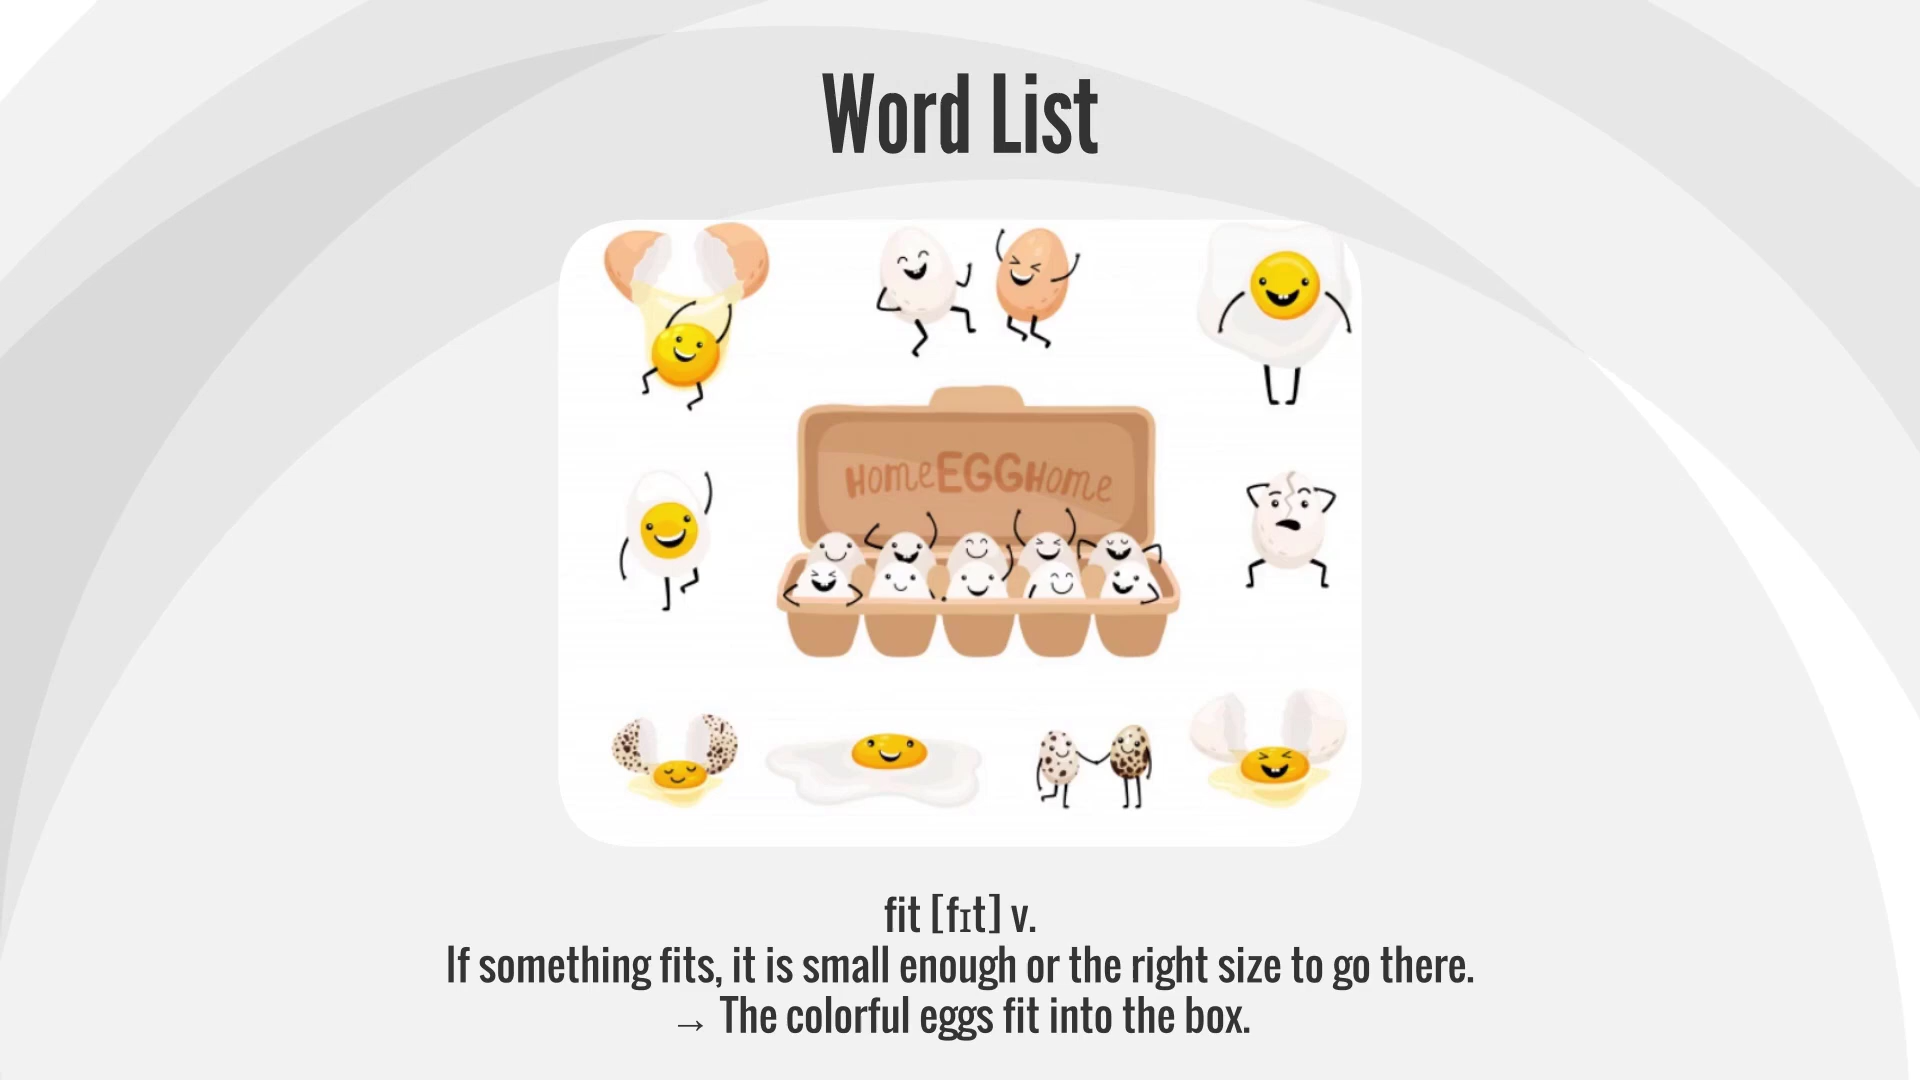 Word List
HomeEGGHome
fit [fɪt] v.
If something fits, it is small enough or the right size to go there.
→ The colorful eggs fit into the box.